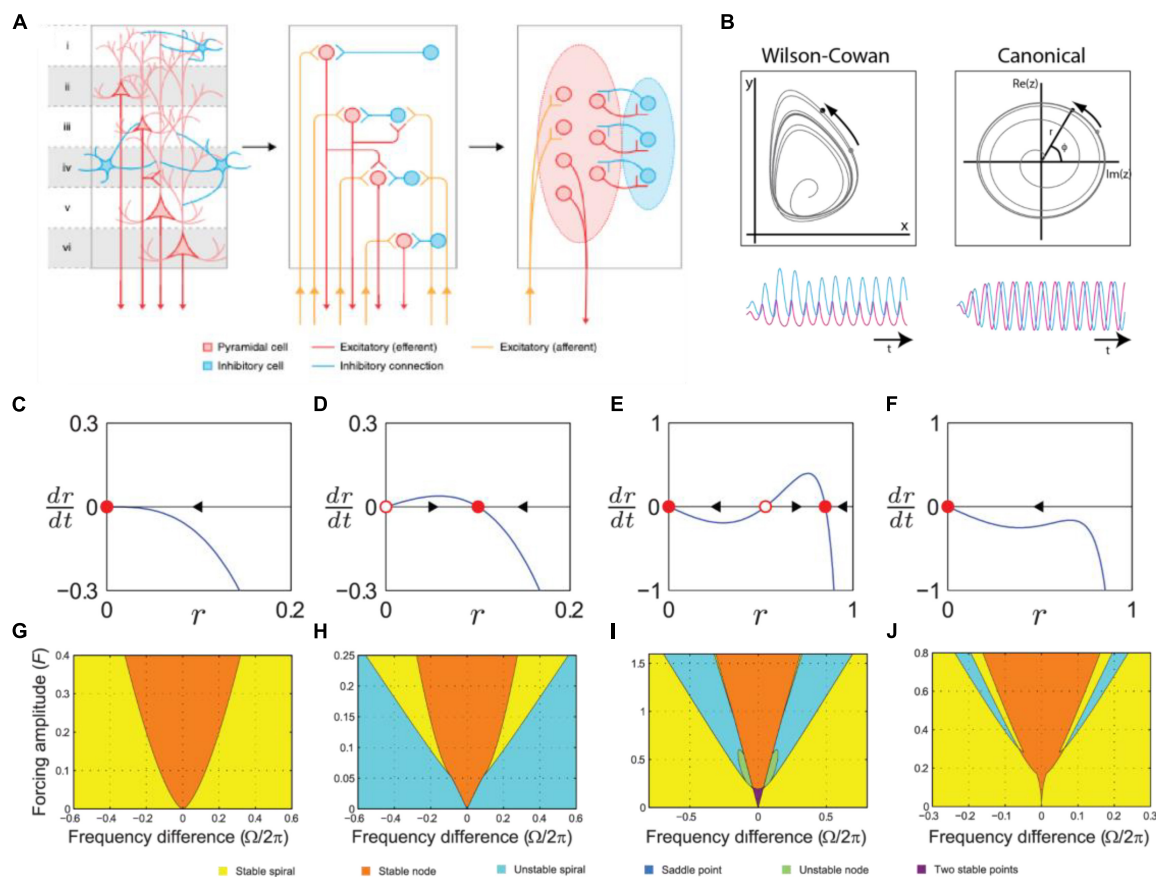 A
i
ii
iii
iv
v
vi
Pyramidal cell
Excitatory (efferent)
Excitatory (afferent)
Inhibitory cell
Inhibitory connection
B
Wilson-Cowan
Canonical
y
x
Re(z)
r
ϕ
Im(z)
t
t
C
0.3
dr
dt
0
−0.3
0
r
0.2
D
0.3
dr
dt
0
−0.3
0
r
0.2
E
1
dr
dt
0
−1
0
r
1
F
1
dr
dt
0
−1
0
r
1
G
Forcing amplitude (F)
0.4
0.3
0.2
0.1
0
−0.6 −0.4 −0.2 0 0.2 0.4 0.6
Frequency difference (Ω/2π)
H
0.25
0.2
0.15
0.1
0.05
0
−0.6 −0.4 −0.2 0 0.2 0.4 0.6
Frequency difference (Ω/2π)
I
1.5
1
0.5
0
−0.5 0 0.5
Frequency difference (Ω/2π)
J
0.8
0.6
0.4
0.2
0
−0.3 −0.2 −0.1 0 0.1 0.2 0.3
Frequency difference (Ω/2π)
Stable spiral
Stable node
Unstable spiral
Saddle point
Unstable node
Two stable points